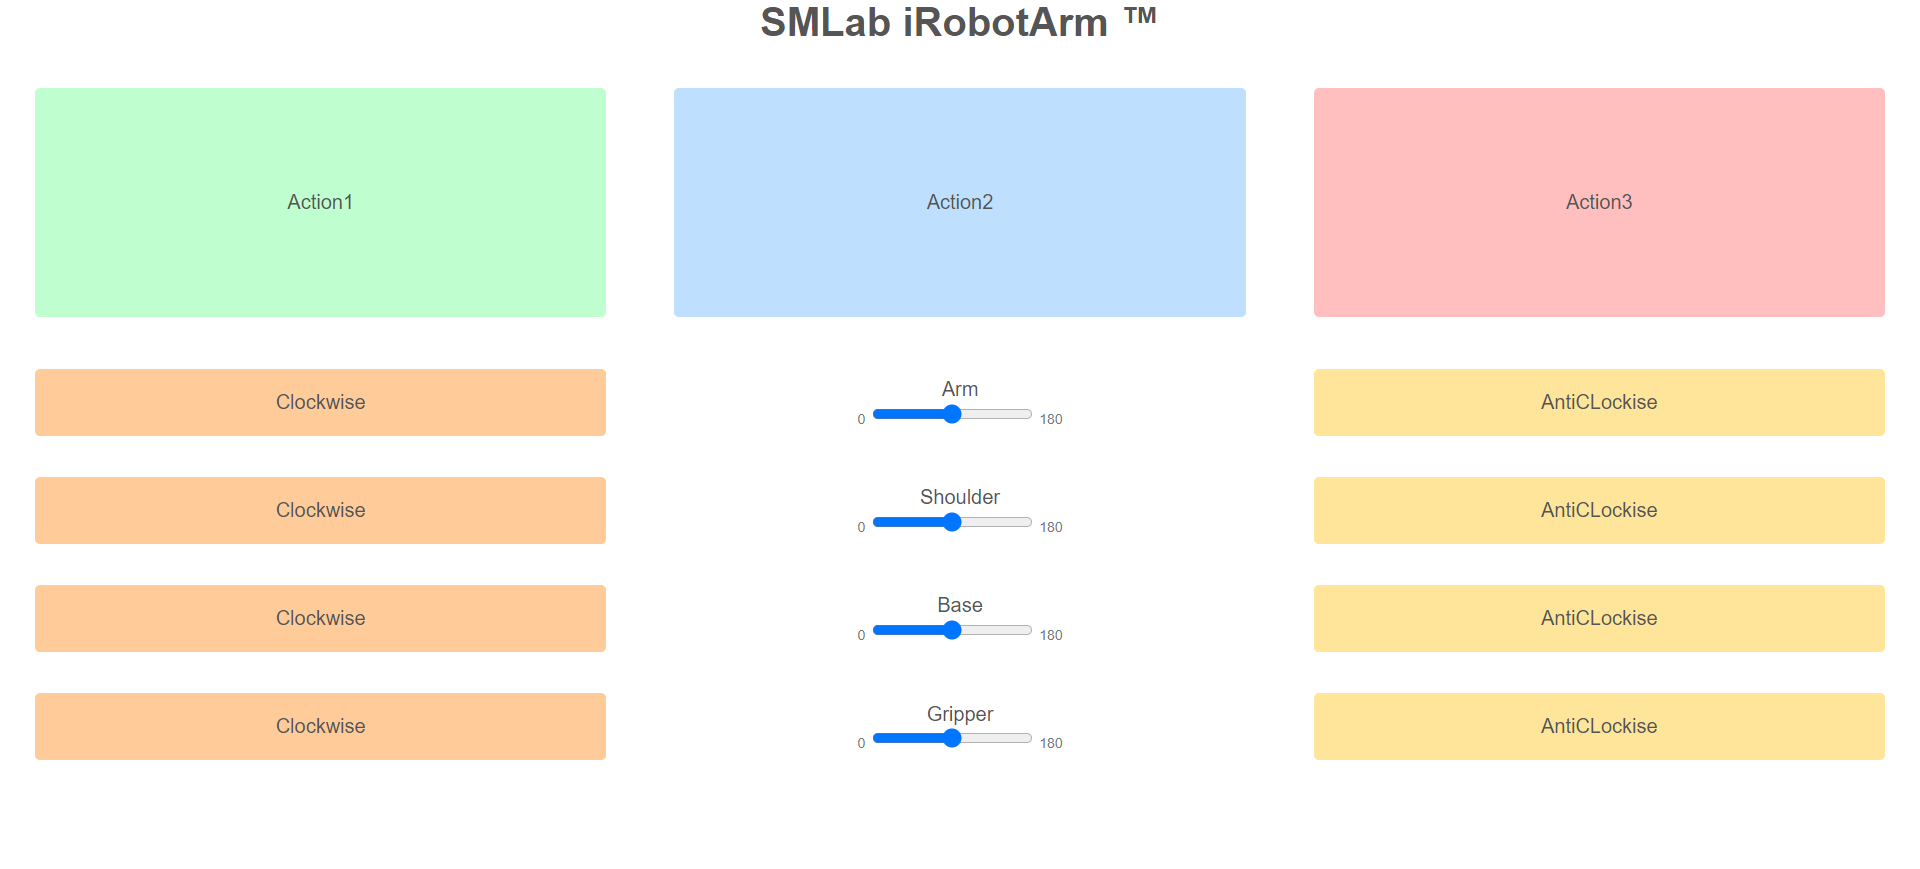 SMLab iRobotArm ™
Action1 Action2 Action3
Clockwise Arm AntiCLockise
0 180
Clockwise Shoulder AntiCLockise
0 180
Clockwise Base AntiCLockise
0 180
Clockwise Gripper AntiCLockise
0 180